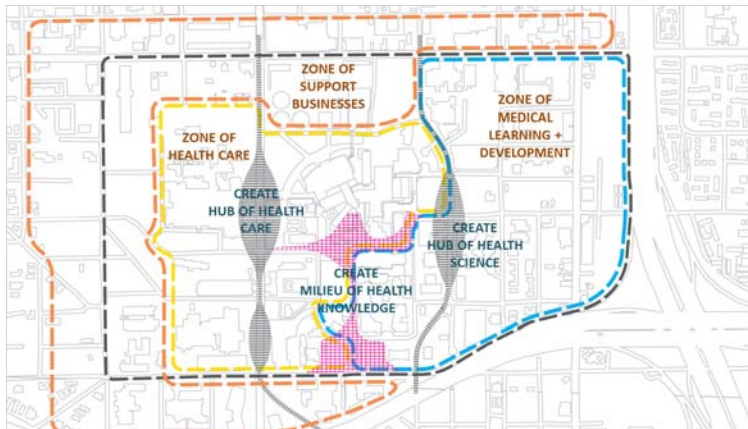 ZONE OF
SUPPORT
BUSINESSES
ZONE OF
MEDICAL
LEARNING +
DEVELOPMENT
ZONE OF
HEALTH CARE
CREATE
HUB OF HEALTH
CARE
CREATE
HUB OF HEALTH
SCIENCE
CREATE
MILIEU OF HEALTH
KNOWLEDGE